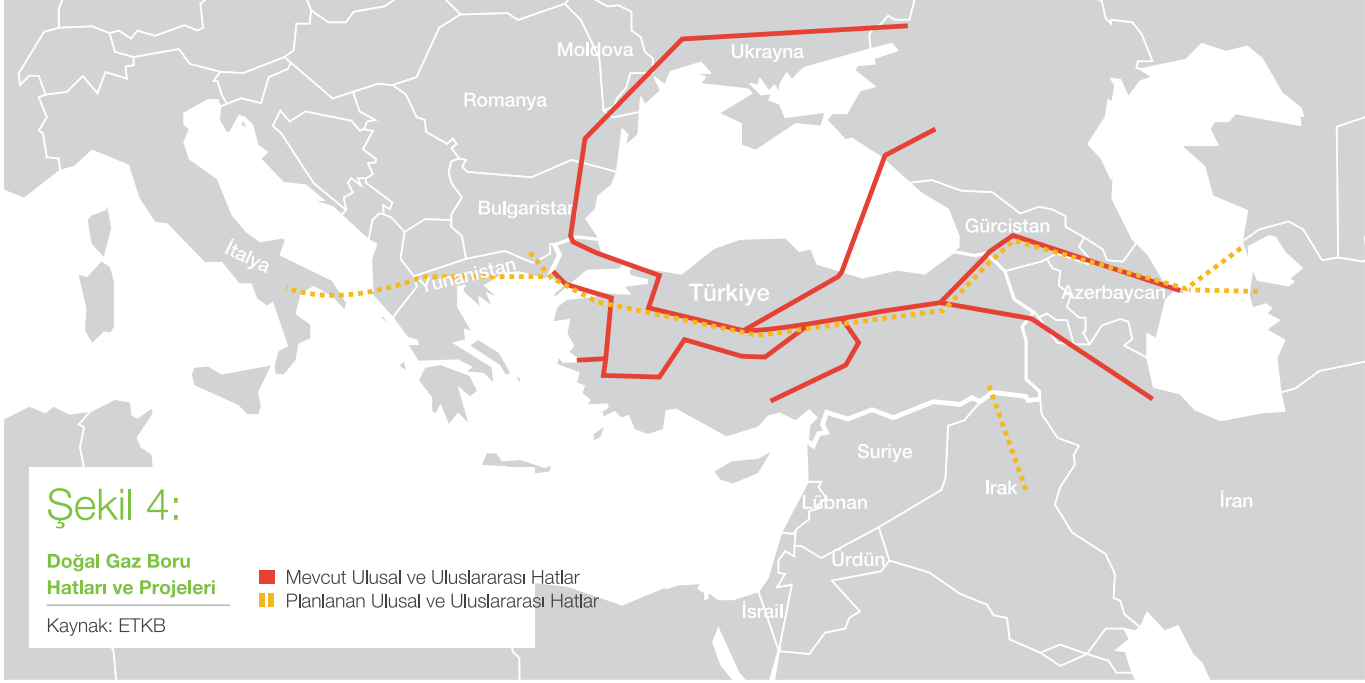 Moldova
Ukrayna
Romanya
Bulgaristan
Gürcistan
İtalya
Yunanistan
Türkiye
Azerbaycan
Suriye
Irak
İran
Lübnan
Urdün
İsrail
Şekil 4:
Doğal Gaz Boru
Hatları ve Projeleri
Kaynak: ETKB
Mevcut Ulusal ve Uluslararası Hatlar
Planlanan Ulusal ve Uluslararası Hatlar